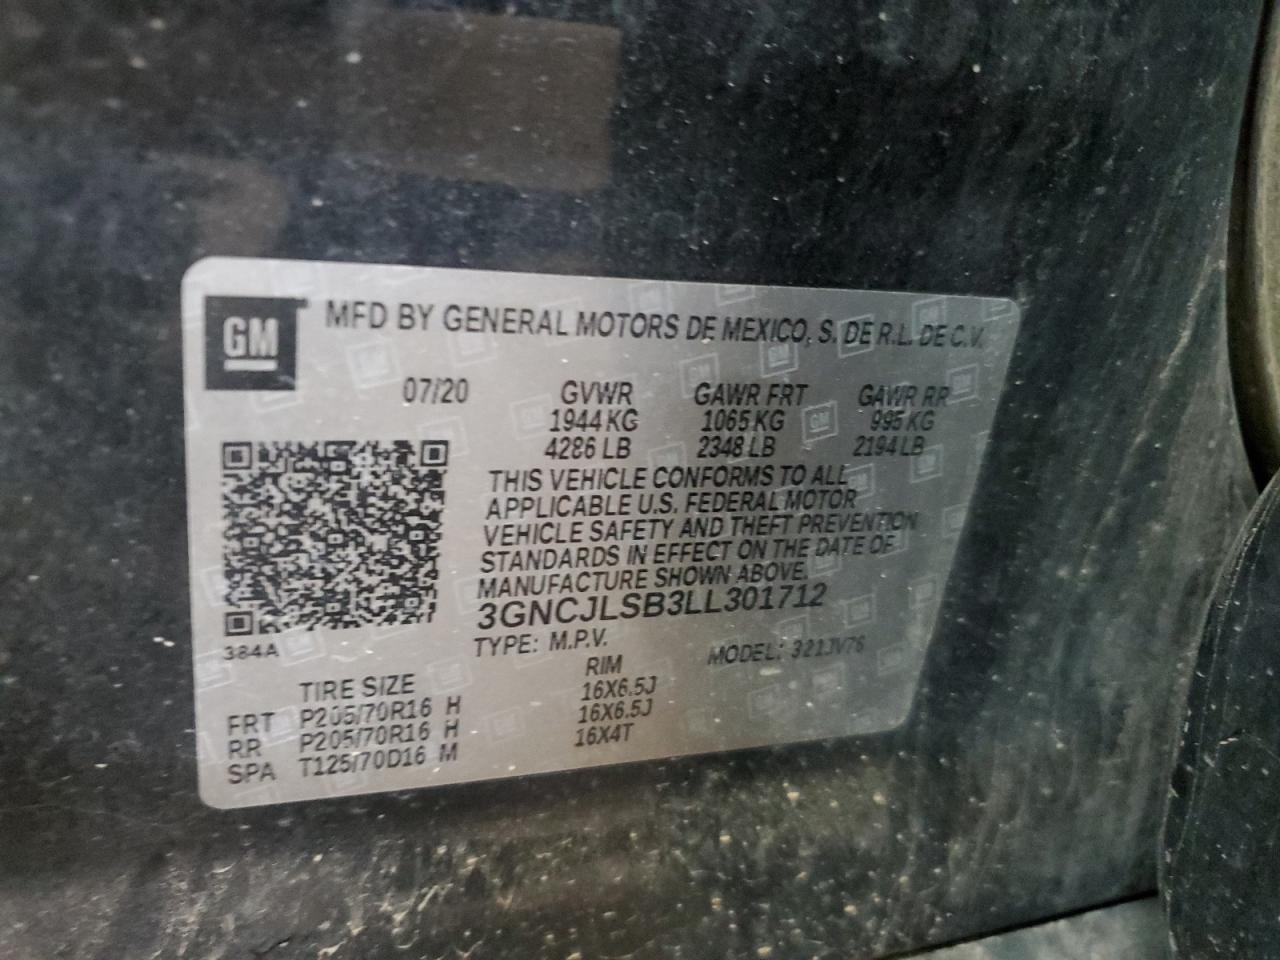 GM
MFD BY GENERAL MOTORS DE MEXICO, S. DE R.L. DE C.V.
07/20 GVWR GAWR FRT GAWR RR
1944 KG 1065 KG 995 KG
4286 LB 2348 LB 2194 LB
THIS VEHICLE CONFORMS TO ALL
APPLICABLE U.S. FEDERAL MOTOR
VEHICLE SAFETY AND THEFT PREVENTION
STANDARDS IN EFFECT ON THE DATE OF
MANUFACTURE SHOWN ABOVE.
3GNCJLSB3LL301712
384A
TYPE: M.P.V. MODEL: 321JV76
TIRE SIZE RIM
FRT P205/70R16 H 16X6.5J
RR P205/70R16 H 16X6.5J
SPA T125/70D16 M 16X4T